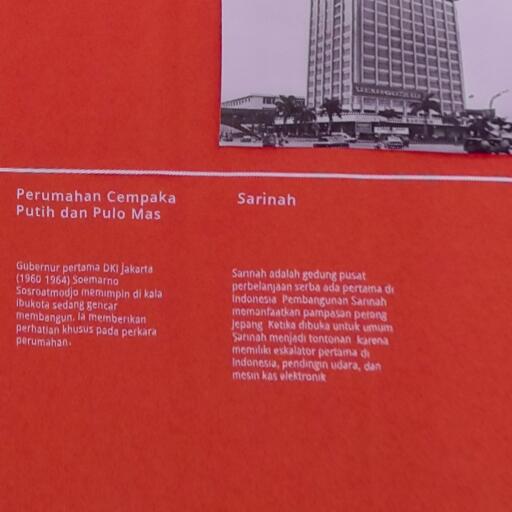 Perumahan Cempaka
Putih dan Pulo Mas
Gubernur pertama DKI Jakarta
(1960 1964) Soemarno
Sosroatmodjo memimpin di kala
ibukota sedang gencar
membangun. Ia memberikan
perhatian khusus pada perkara
perumahan.
Sarinah
Sarinah adalah gedung pusat
perbelanjaan serba ada pertama di
Indonesia Pembangunan Sarinah
memanfaatkan pampasan perang
Jepang Ketika dibuka untuk umum
Sarinah menjadi tontonan karena
memiliki eskalator pertama di
Indonesia, pendingin udara, dan
mesin kas elektronik